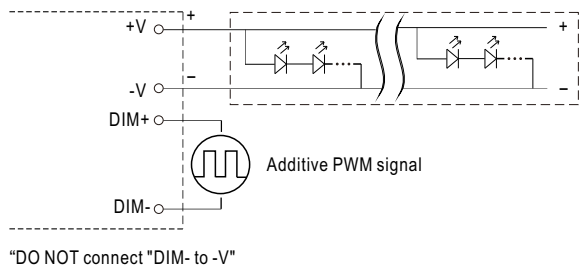 +V
+
-V
−
+
−
DIM+
Additive PWM signal
DIM-
“DO NOT connect "DIM- to -V"